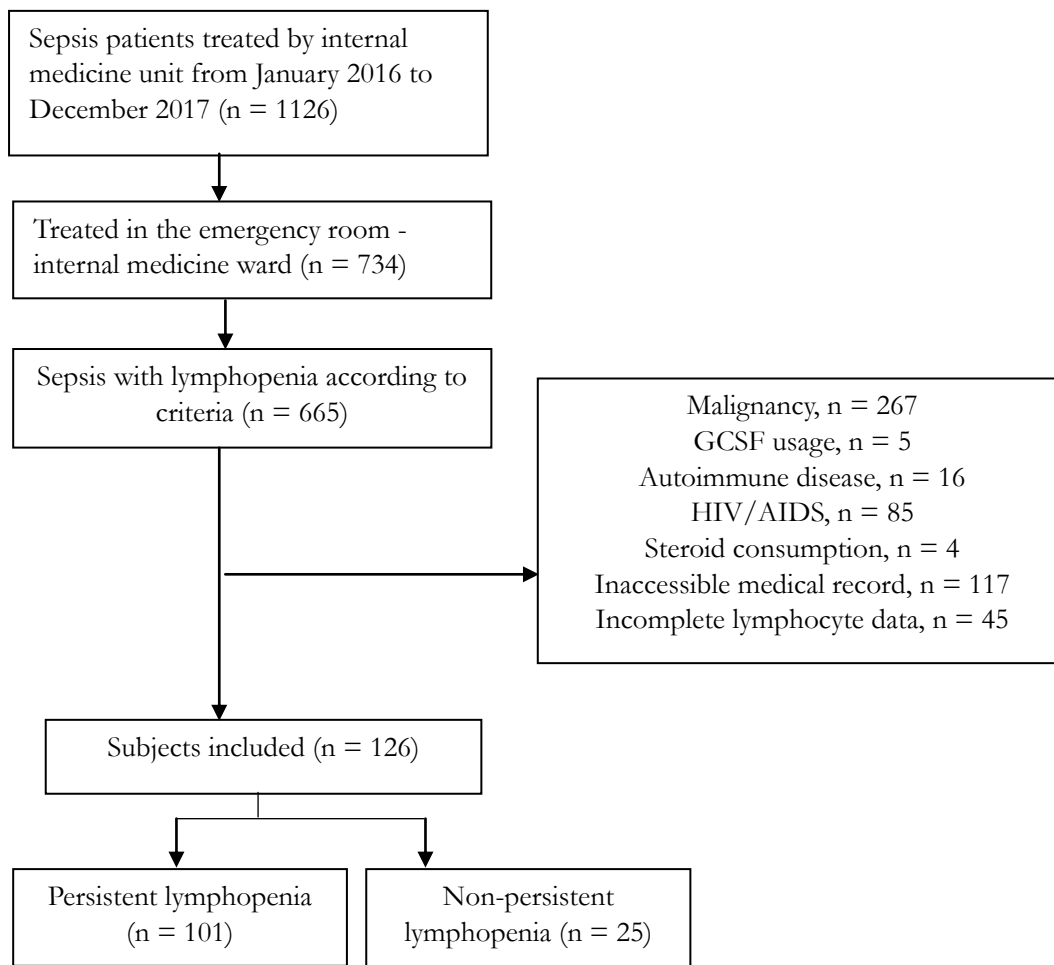 Sepsis patients treated by internal
medicine unit from January 2016 to
December 2017 (n = 1126)
Treated in the emergency room -
internal medicine ward (n = 734)
Sepsis with lymphopenia according to
criteria (n = 665)
Malignancy, n = 267
GCSF usage, n = 5
Autoimmune disease, n = 16
HIV/AIDS, n = 85
Steroid consumption, n = 4
Inaccessible medical record, n = 117
Incomplete lymphocyte data, n = 45
Subjects included (n = 126)
Persistent lymphopenia
(n = 101)
Non-persistent
lymphopenia (n = 25)